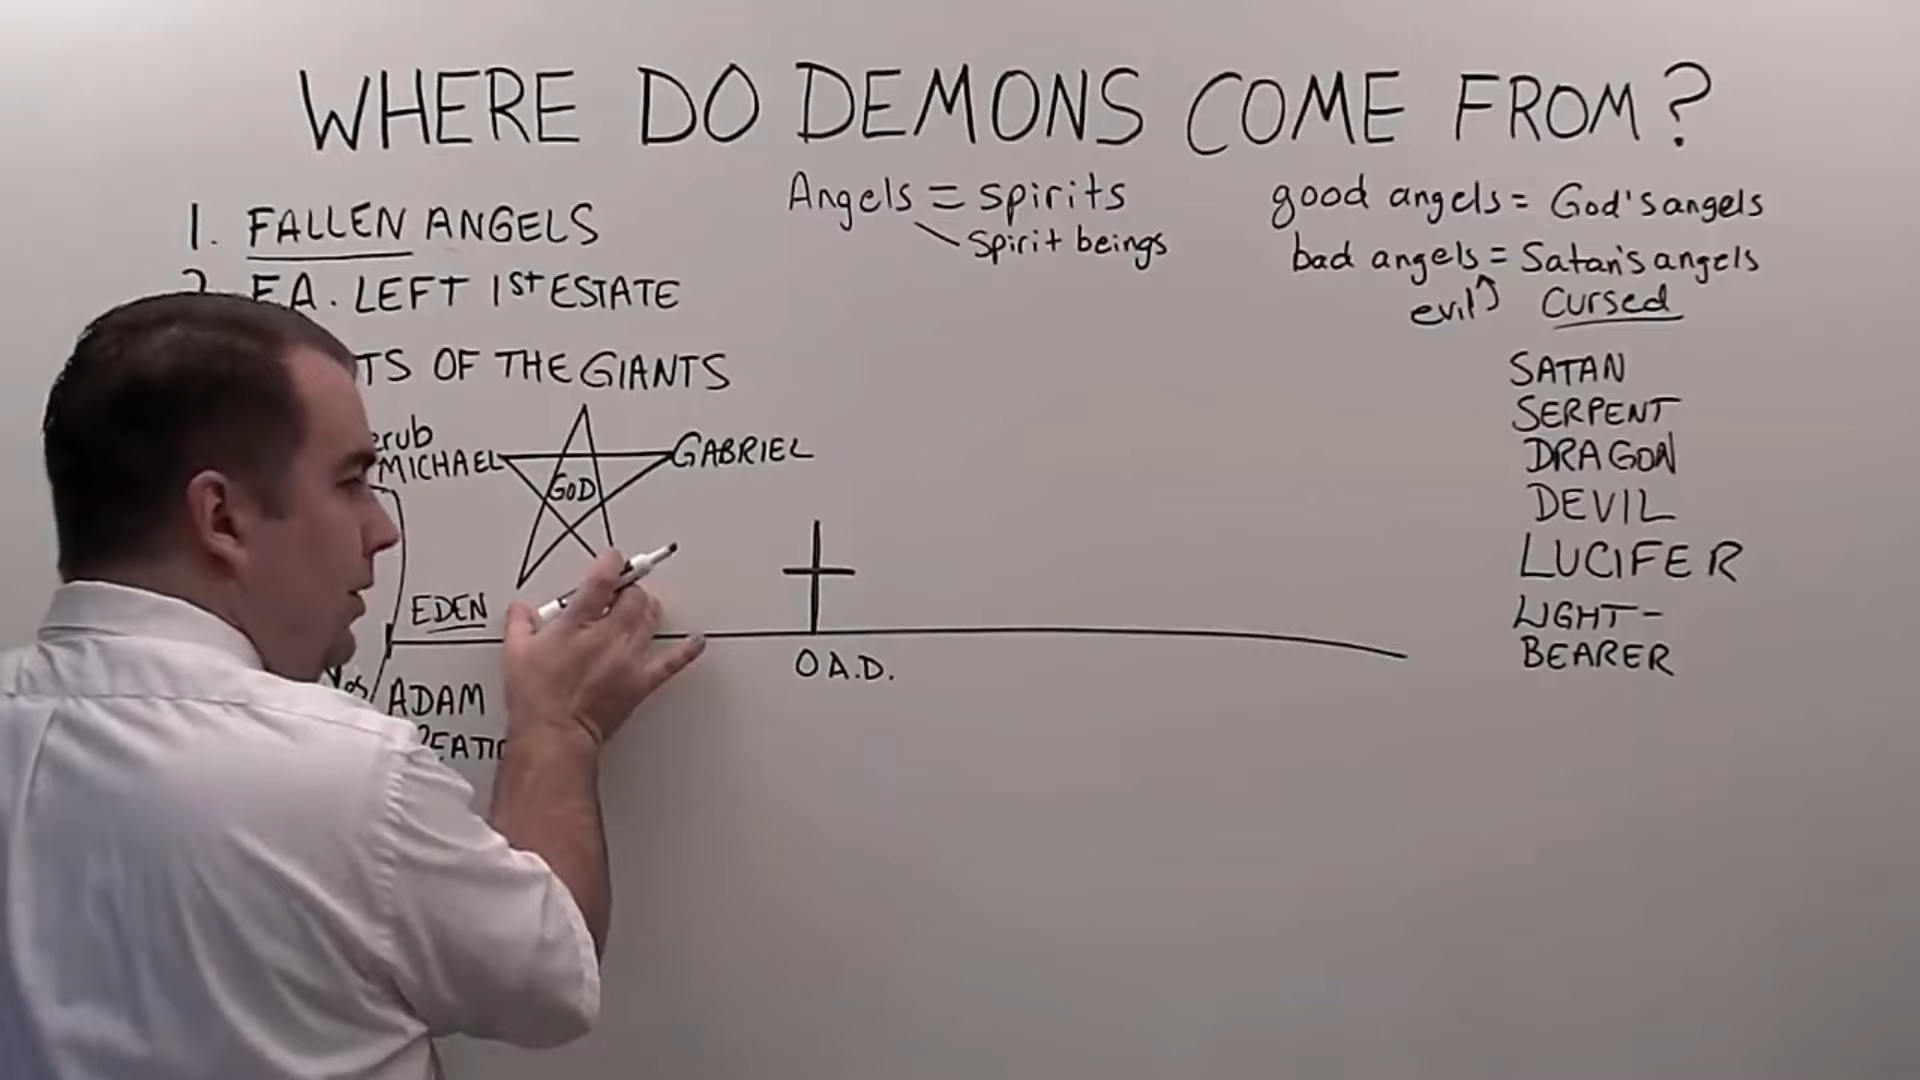 WHERE DO DEMONS COME FROM?
1. FALLEN ANGELS
F.A. LEFT 1st ESTATE
OF THE GIANTS
Angels = spirits
spirit beings
good angels = God's angels
bad angels = Satan's angels
evil Cursed
MICHAEL
GABRIEL
GOD
EDEN
ADAM
0 A.D.
SATAN
SERPENT
DRAGON
DEVIL
LUCIFER
LIGHT-
BEARER